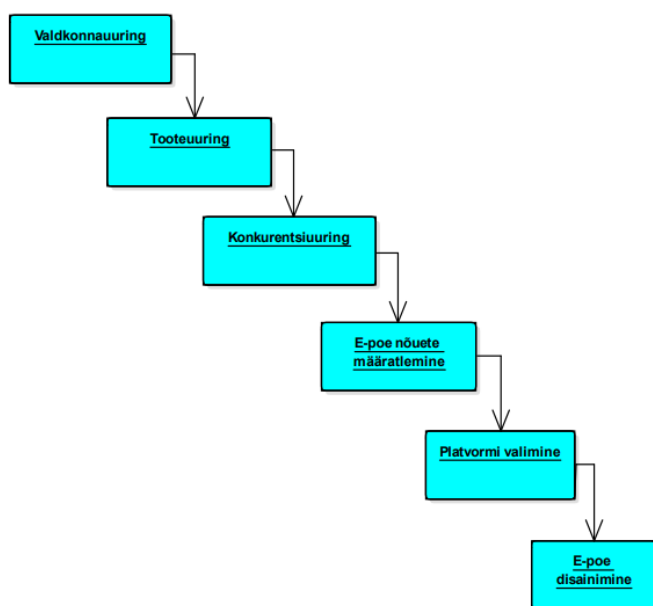 Valdkonnauuring
Tooteuuring
Konkurentsiuuring
E-poe nõuete
määratlemine
Platvormi valimine
E-poe
disainimine